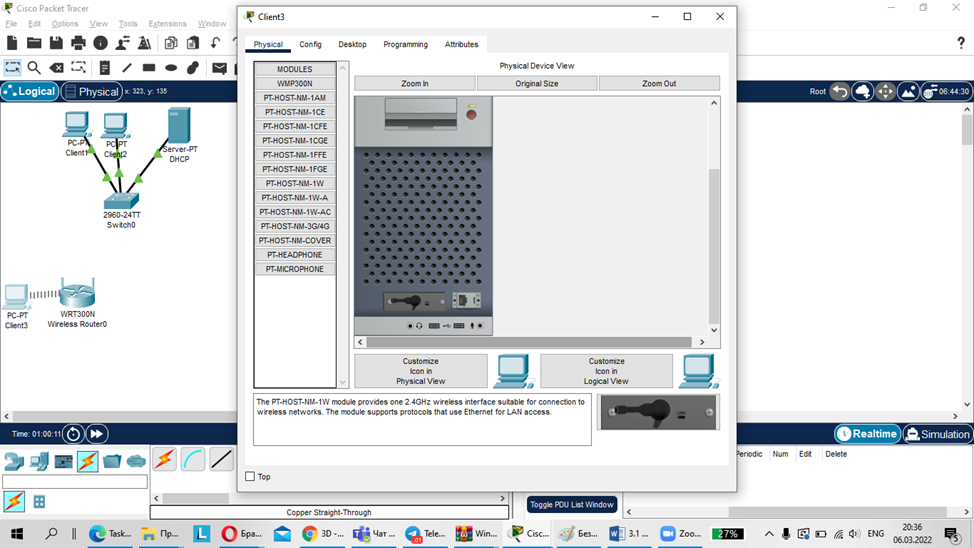 Cisco Packet Tracer
File Edit Options View Tools Extensions Window
Logical Physical x: 323, y: 135
Root 06:44:30
PC-PT
Client1
PC-PT
Client2
Server-PT
DHCP
2960-24TT
Switch0
PC-PT
Client3
WRT300N
Wireless Router0
Client3
Physical Config Desktop Programming Attributes
MODULES
WMP300N
PT-HOST-NM-1AM
PT-HOST-NM-1CE
PT-HOST-NM-1CFE
PT-HOST-NM-1CGE
PT-HOST-NM-1FFE
PT-HOST-NM-1FGE
PT-HOST-NM-1W
PT-HOST-NM-1W-A
PT-HOST-NM-1W-AC
PT-HOST-NM-3G/4G
PT-HOST-NM-COVER
PT-HEADPHONE
PT-MICROPHONE
Physical Device View
Zoom In Original Size Zoom Out
Customize
Icon in
Physical View
Customize
Icon in
Logical View
The PT-HOST-NM-1W module provides one 2.4GHz wireless interface suitable for connection to
wireless networks. The module supports protocols that use Ethernet for LAN access.
Top
Time: 01:00:11
Realtime Simulation
Periodic Num Edit Delete
Copper Straight-Through
Toggle PDU List Window
Task... Пр... Бра... 3D -... Чат ... Tele... Win... Cisc... Без... 3.1 ... Zoo...
27%
ENG
20:36
06.03.2022
5